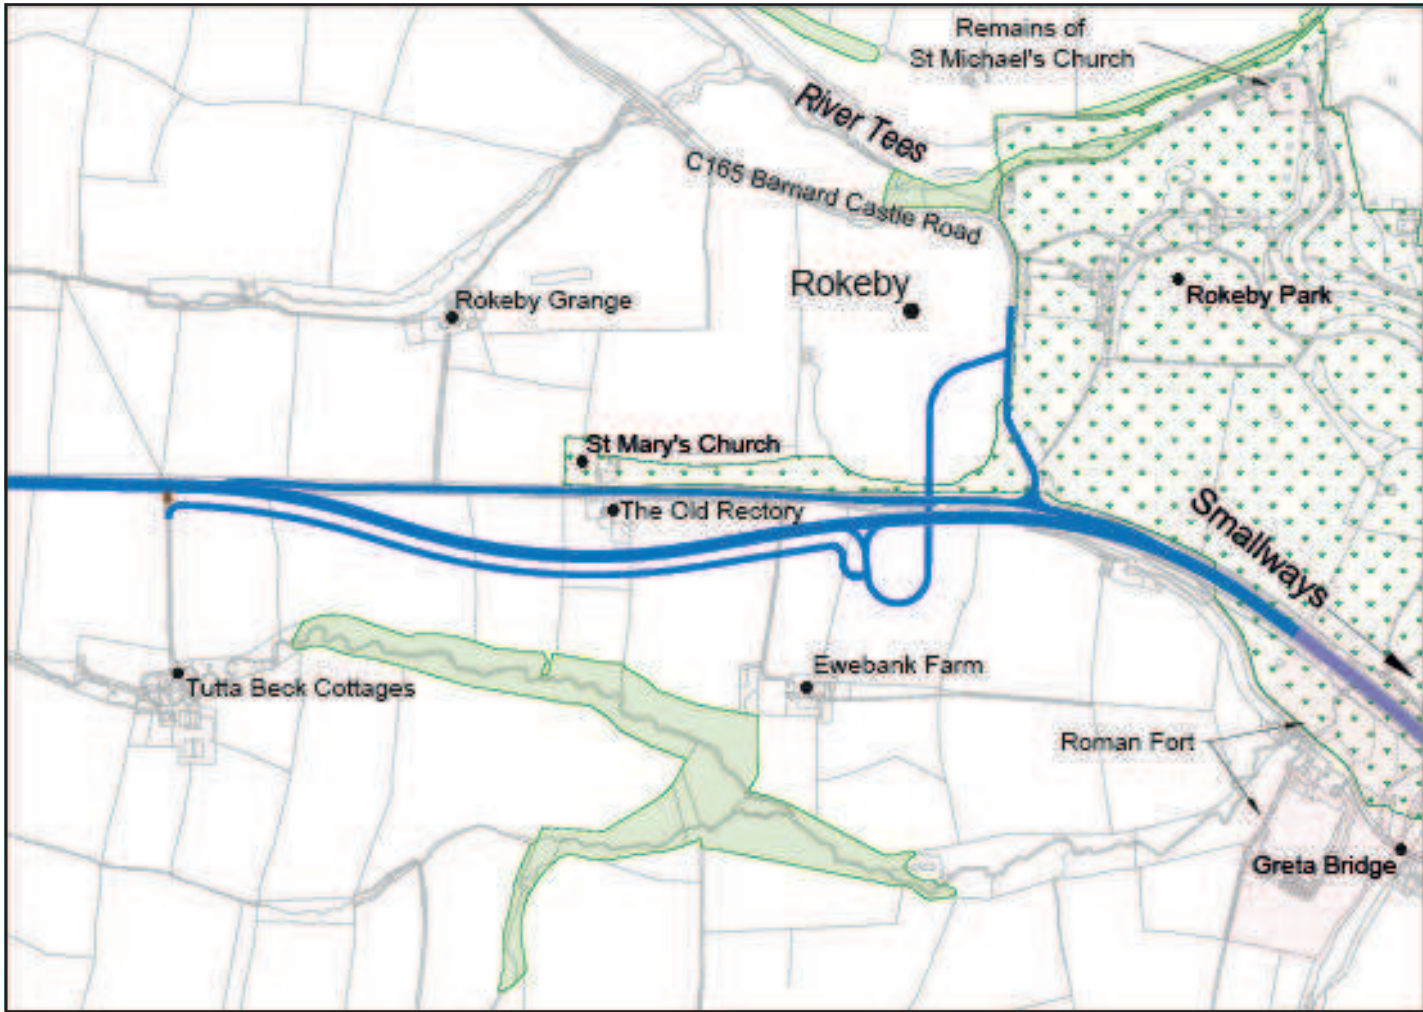 Remains of
St Michael's Church
River Tees
C165 Barnard Castle Road
Rokeby
Rokeby Park
Rokeby Grange
St Mary's Church
The Old Rectory
Smallways
Ewebank Farm
Tutta Beck Cottages
Roman Fort
Greta Bridge